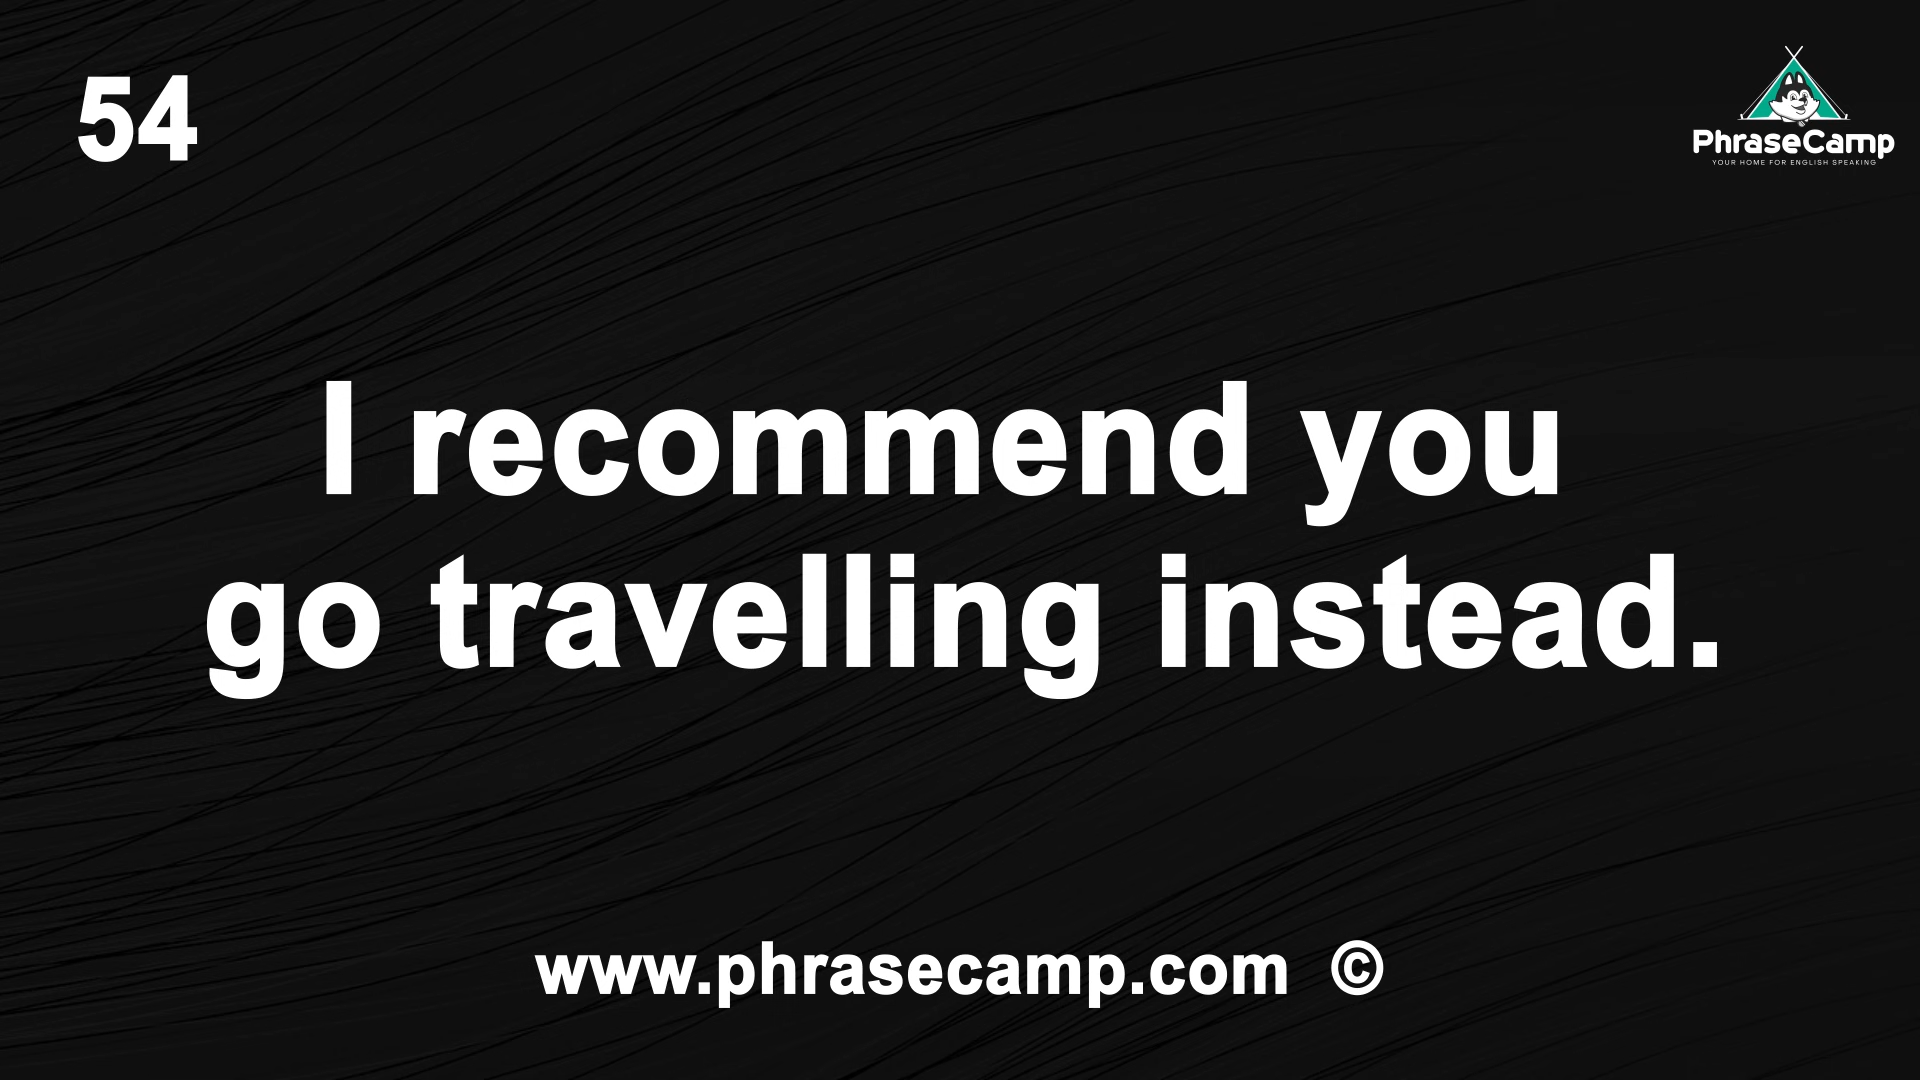 54
PhraseCamp
YOUR HOME FOR ENGLISH SPEAKING
I recommend you
go travelling instead.
www.phrasecamp.com ©